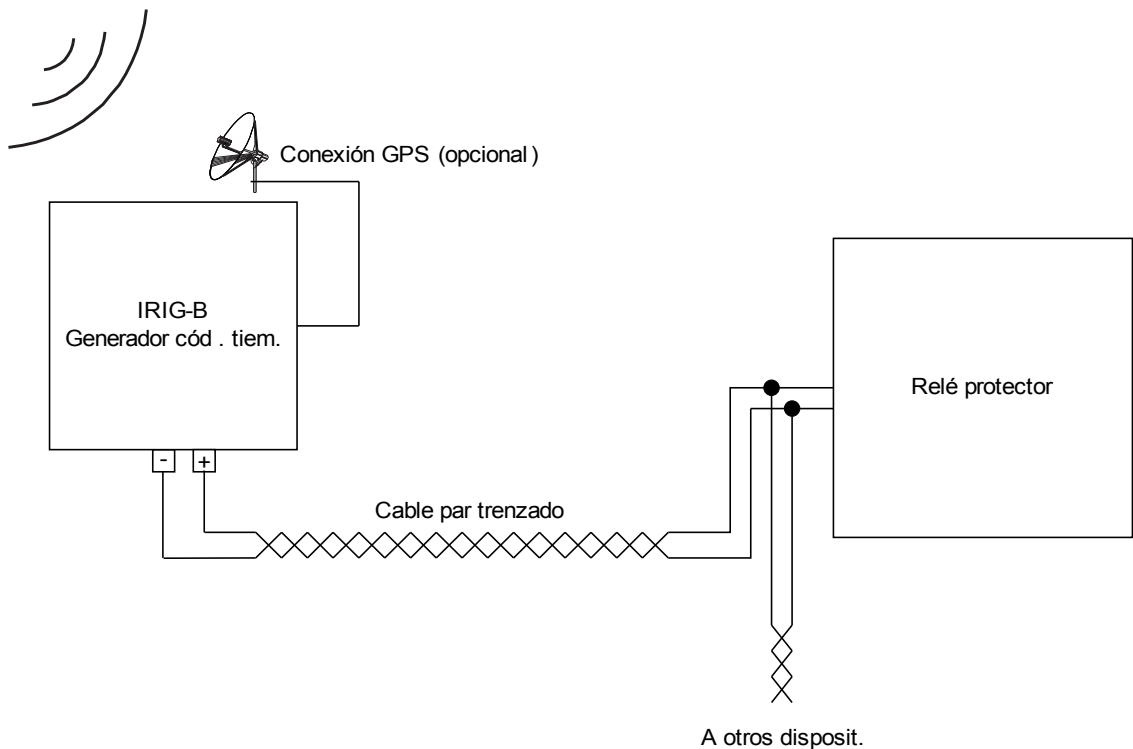 Conexión GPS (opcional)
IRIG-B
Generador cód . tiem.
Relé protector
- +
Cable par trenzado
A otros disposit.